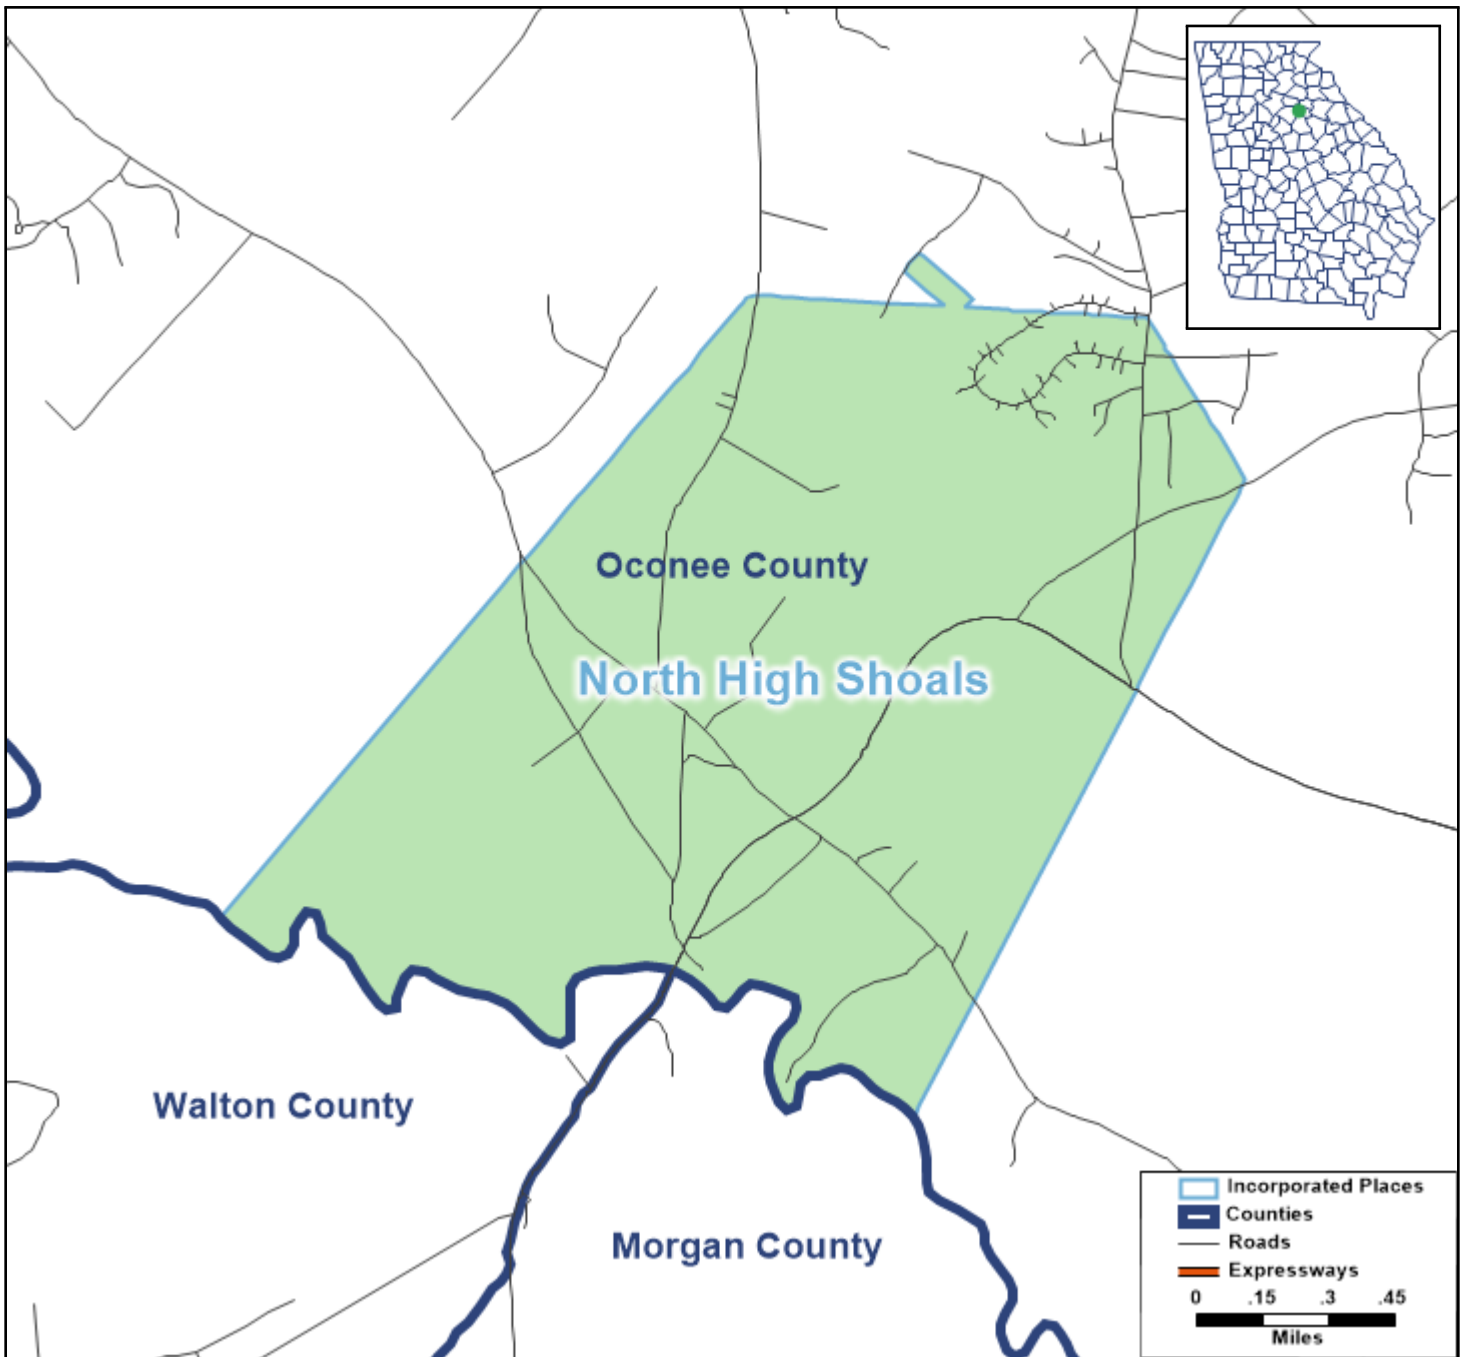 Oconee County
North High Shoals
Walton County
Morgan County
Incorporated Places
Counties
Roads
Expressways
0 .15 .3 .45
Miles